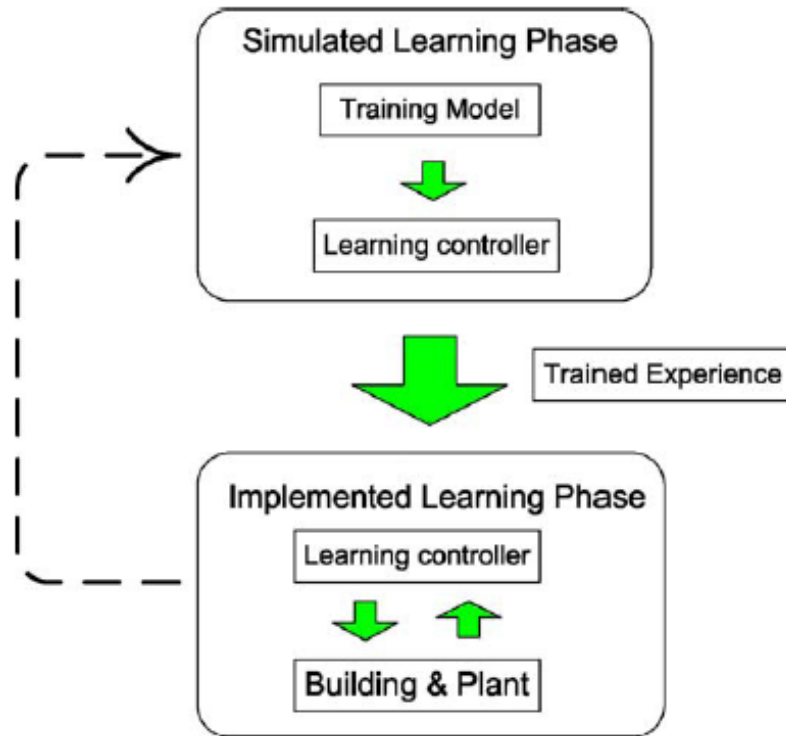 Simulated Learning Phase
Training Model
Learning controller
Trained Experience
Implemented Learning Phase
Learning controller
Building & Plant